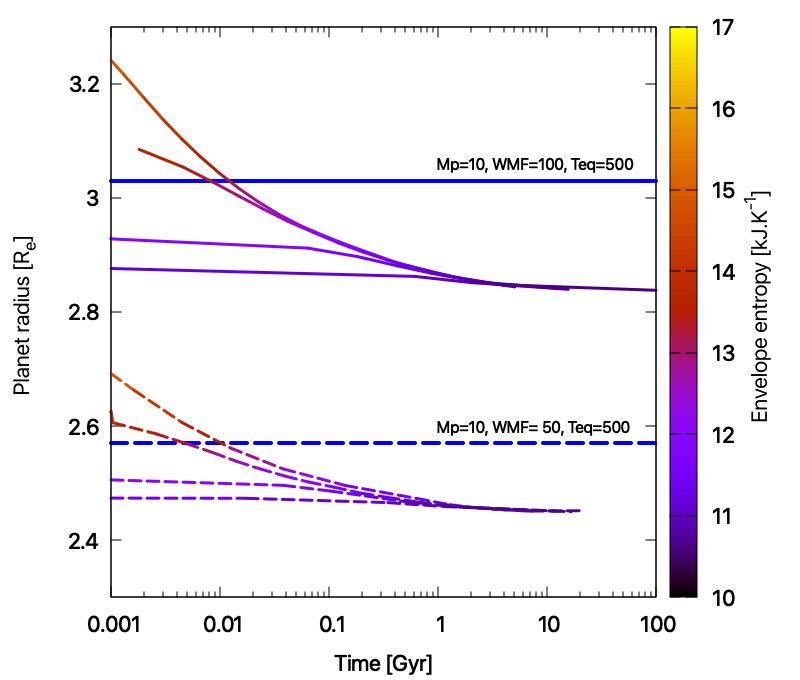 17
3.2
16
Mp=10, WMF=100, Teq=500
15
3
14
2.8
13
Mp=10, WMF= 50, Teq=500
2.6
12
11
2.4
10
0.001 0.01 0.1 1 10 100
Time [Gyr]
Planet radius [Re]
Envelope entropy [kJ.K-1]